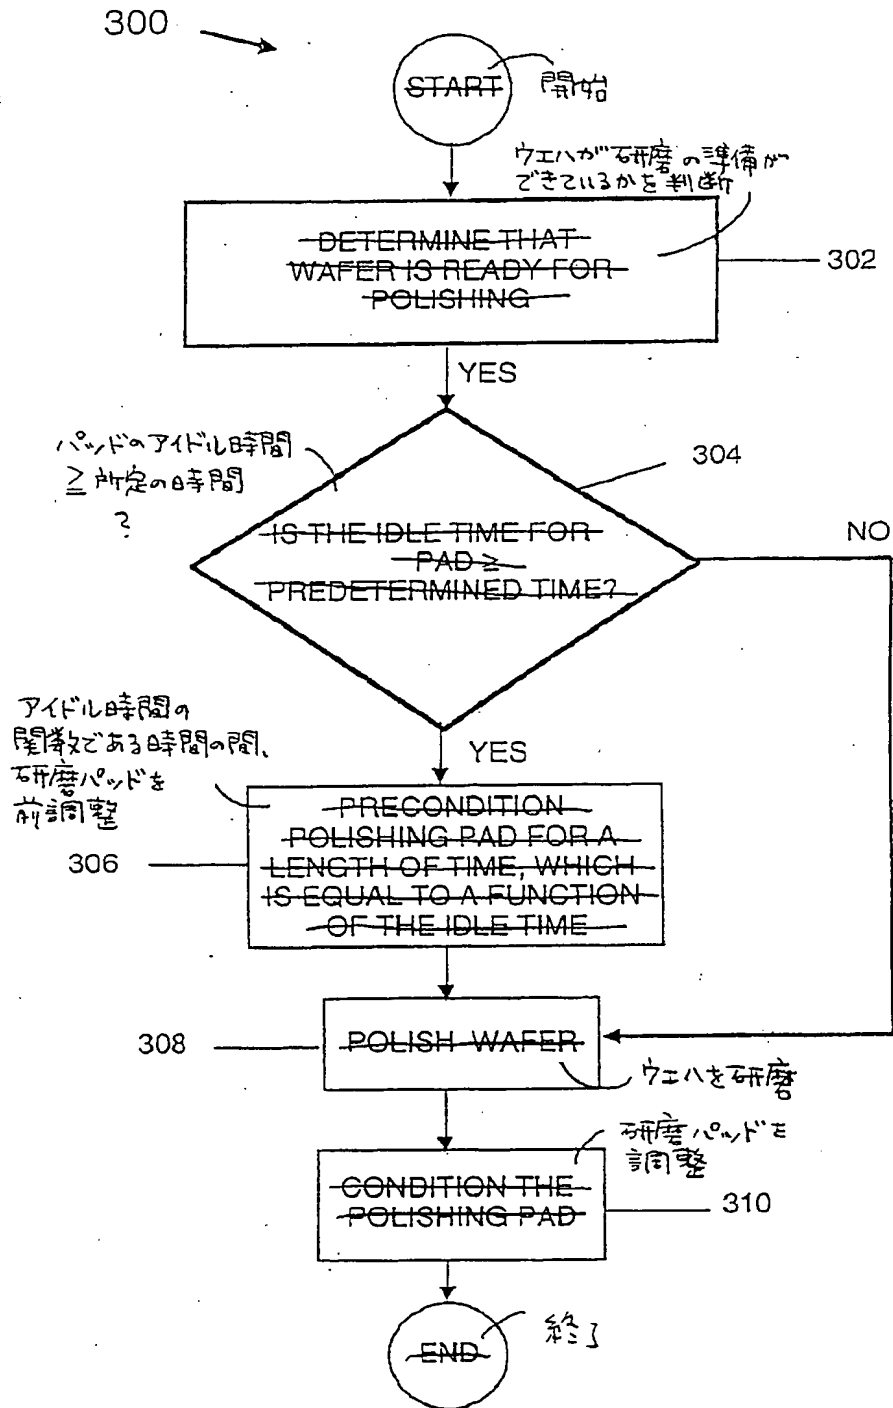 300
START
開始
ウエハが研磨の準備が
できているかを判断
DETERMINE THAT
WAFER IS READY FOR
POLISHING
302
YES
パッドのアイドル時間
≧所定の時間
?
304
IS THE IDLE TIME FOR
PAD ≧
PREDETERMINED TIME?
NO
アイドル時間の
関数である時間の間、
研磨パッドを
前調整
YES
PRECONDITION
POLISHING PAD FOR A
LENGTH OF TIME, WHICH
IS EQUAL TO A FUNCTION
OF THE IDLE TIME
306
308
POLISH WAFER
ウエハを研磨
研磨パッドを
調整
CONDITION THE
POLISHING PAD
310
END
終了